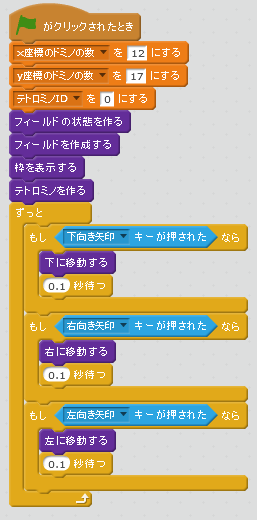 がクリックされたとき
x座標のドミノの数 を 12 にする
y座標のドミノの数 を 17 にする
テトロミノID を 0 にする
フィールドの状態を作る
フィールドを作成する
枠を表示する
テトロミノを作る
ずっと
もし 下向き矢印 キーが押された なら
下に移動する
0.1 秒待つ
もし 右向き矢印 キーが押された なら
右に移動する
0.1 秒待つ
もし 左向き矢印 キーが押された なら
左に移動する
0.1 秒待つ